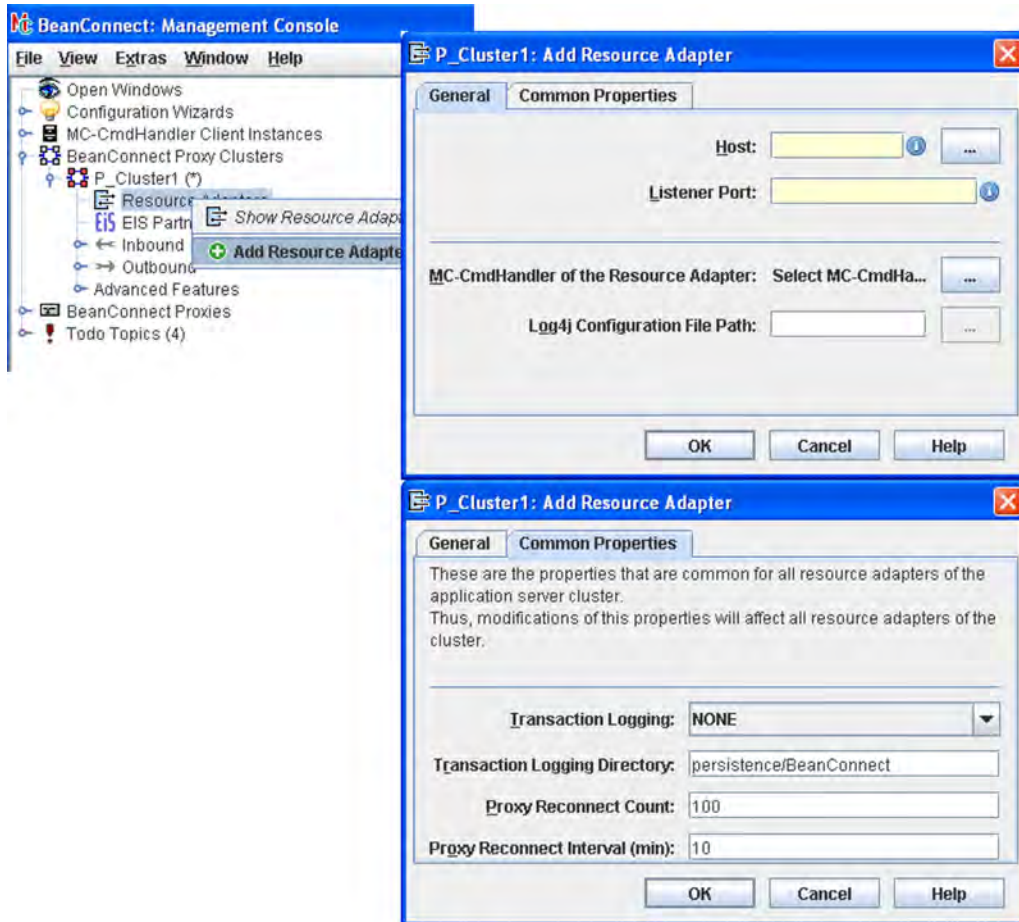 BeanConnect: Management Console
File View Extras Window Help
Open Windows
Configuration Wizards
MC-CmdHandler Client Instances
BeanConnect Proxy Clusters
P_Cluster1 (*)
Resource
EIS Partn
Inbound
Outbound
Advanced Features
BeanConnect Proxies
Todo Topics (4)
Show Resource Adapt
Add Resource Adapte
P_Cluster1: Add Resource Adapter
General Common Properties
Host: ...
Listener Port:
MC-CmdHandler of the Resource Adapter: Select MC-CmdHa... ...
Log4j Configuration File Path: ...
OK Cancel Help
P_Cluster1: Add Resource Adapter
General Common Properties
These are the properties that are common for all resource adapters of the
application server cluster.
Thus, modifications of this properties will affect all resource adapters of the
cluster.
Transaction Logging: NONE
Transaction Logging Directory: persistence/BeanConnect
Proxy Reconnect Count: 100
Proxy Reconnect Interval (min): 10
OK Cancel Help